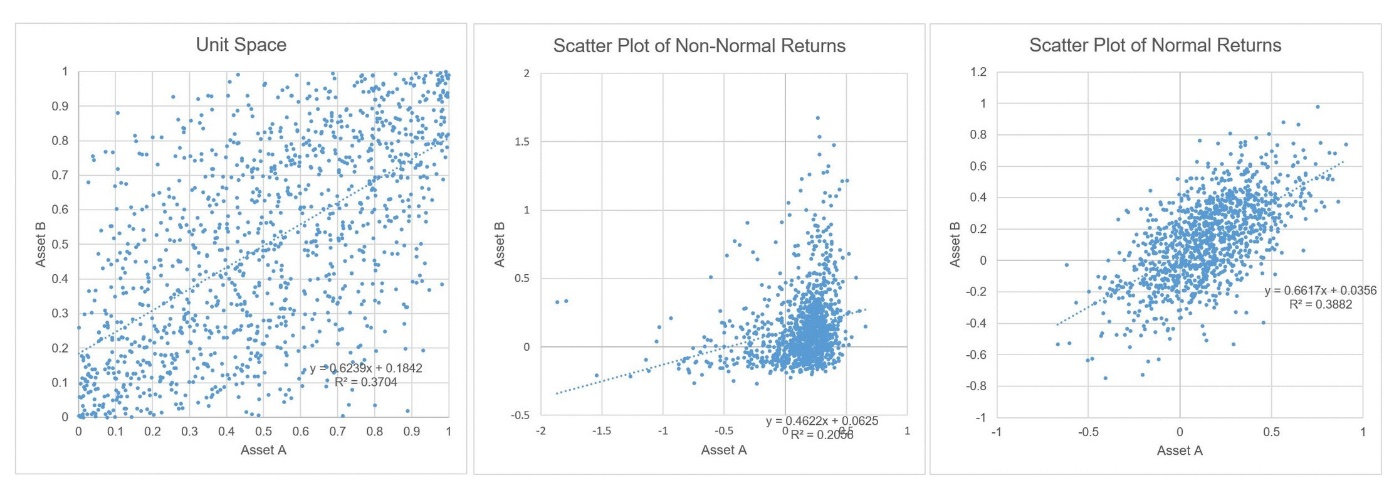 Unit Space
1
0.9
0.8
0.7
0.6
0.5
0.4
0.3
0.2
0.1
0
Asset B
y = 0.6239x + 0.1842
R² = 0.3704
0 0.1 0.2 0.3 0.4 0.5 0.6 0.7 0.8 0.9 1
Asset A
Scatter Plot of Non-Normal Returns
2
1.5
1
0.5
0
-0.5
Asset B
y = 0.4622x + 0.0625
R² = 0.2056
-2 -1.5 -1 -0.5 0 0.5 1
Asset A
Scatter Plot of Normal Returns
1.2
1
0.8
0.6
0.4
0.2
0
-0.2
-0.4
-0.6
-0.8
-1
Asset B
y = 0.6617x + 0.0356
R² = 0.3882
-1 -0.5 0 0.5 1
Asset A